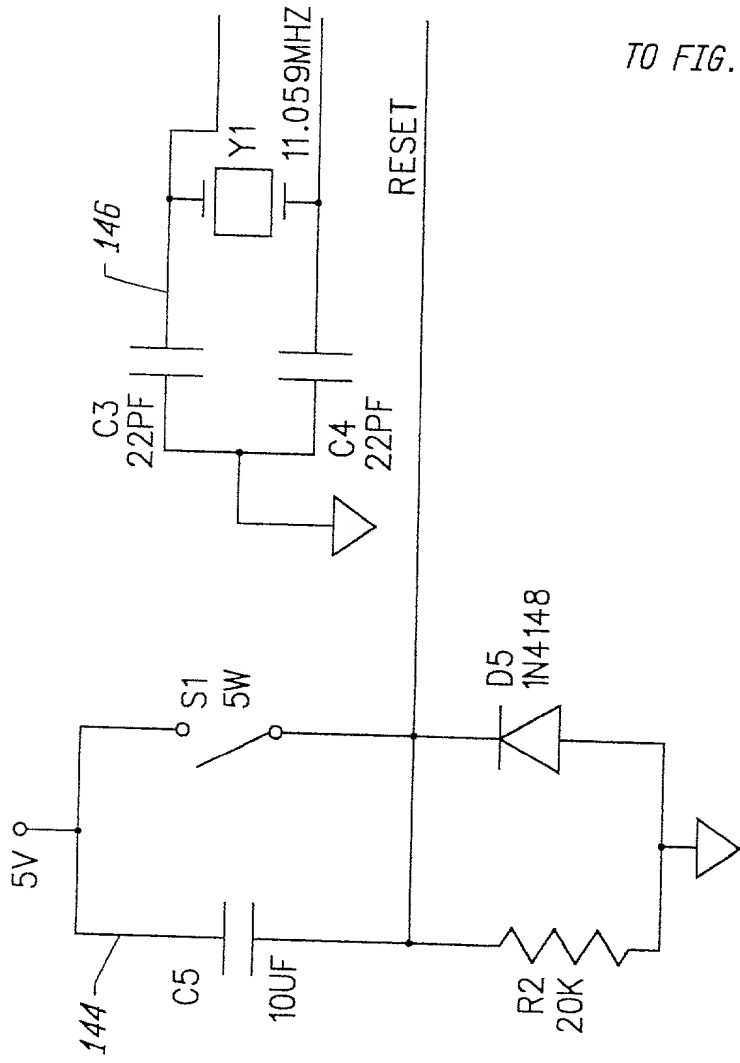 TO FIG.
146
Y1
11.059MHZ
C3
22PF
C4
22PF
RESET
5V
S1
5W
144
C5
10UF
D5
1N4148
R2
20K